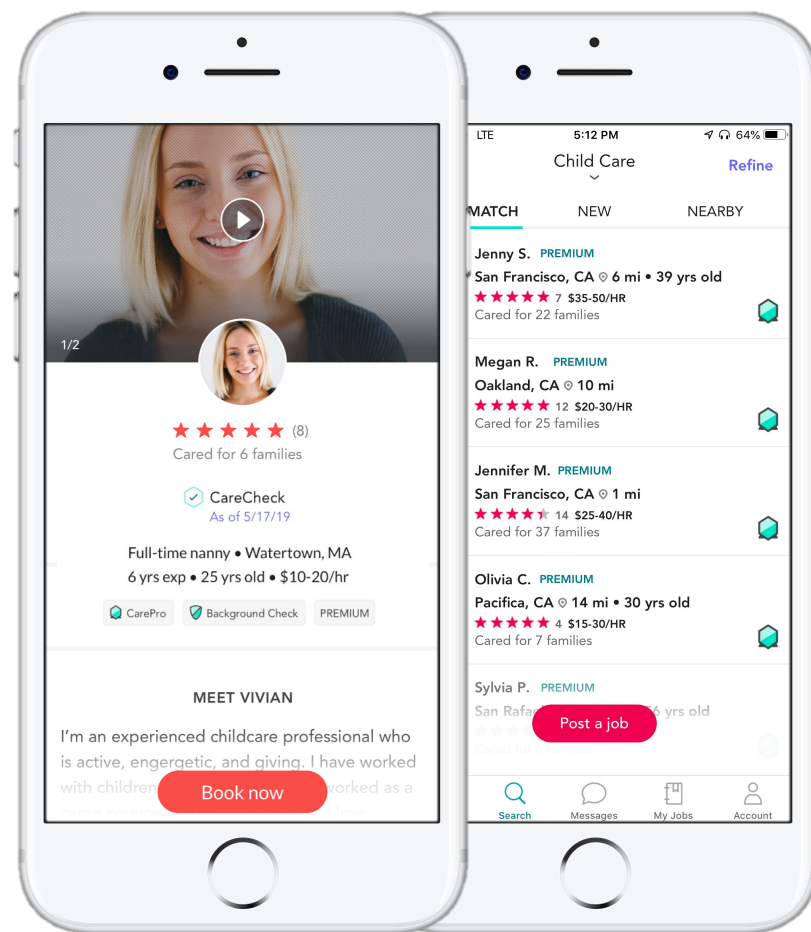 1/2
(8)
Cared for 6 families
CareCheck
As of 5/17/19
Full-time nanny • Watertown, MA
6 yrs exp • 25 yrs old • $10-20/hr
CarePro Background Check PREMIUM
MEET VIVIAN
I'm an experienced childcare professional who
is active, engergetic, and giving. I have worked
with children worked as a
Book now
LTE 5:12 PM 64%
Child Care
Refine
MATCH NEW NEARBY
Jenny S. PREMIUM
San Francisco, CA 6 mi • 39 yrs old
7 $35-50/HR
Cared for 22 families
Megan R. PREMIUM
Oakland, CA 10 mi
12 $20-30/HR
Cared for 25 families
Jennifer M. PREMIUM
San Francisco, CA 1 mi
14 $25-40/HR
Cared for 37 families
Olivia C. PREMIUM
Pacifica, CA 14 mi • 30 yrs old
4 $15-30/HR
Cared for 7 families
Sylvia P. PREMIUM
San yrs old
Post a job
Cared for
Search Messages My Jobs Account